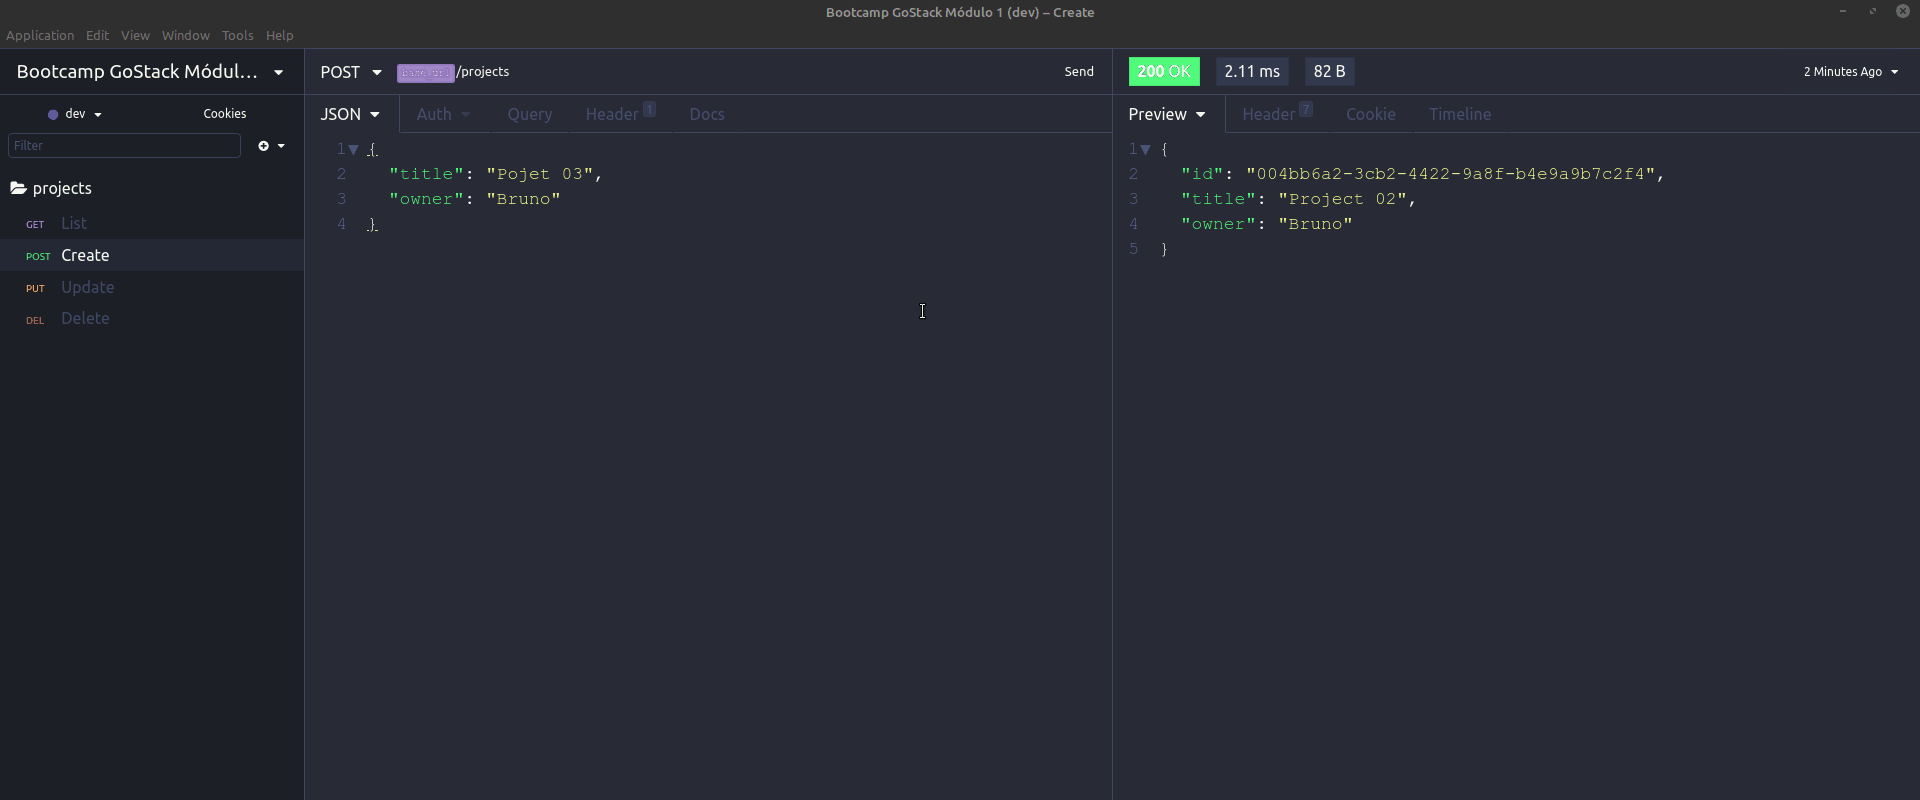 Bootcamp GoStack Módulo 1 (dev) – Create
Application Edit View Window Tools Help
Bootcamp GoStack Módul...
POST /projects Send
200 OK 2.11 ms 82 B 2 Minutes Ago
dev Cookies
JSON Auth Query Header 1 Docs
Preview Header 7 Cookie Timeline
Filter
projects
GET List
POST Create
PUT Update
DEL Delete
1 {
2 "title": "Pojet 03",
3 "owner": "Bruno"
4 }
1 {
2 "id": "004bb6a2-3cb2-4422-9a8f-b4e9a9b7c2f4",
3 "title": "Project 02",
4 "owner": "Bruno"
5 }